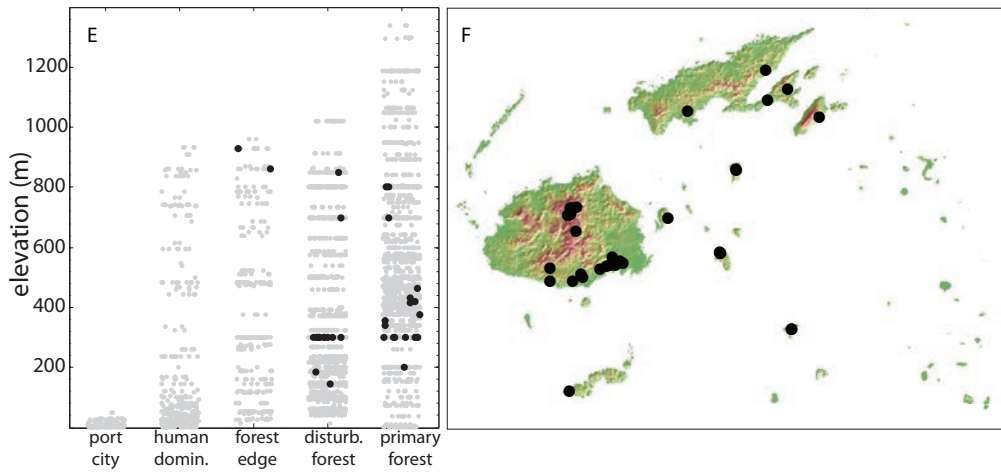 E
F
elevation (m)
1200
1000
800
600
400
200
port city
human domin.
forest edge
disturb. forest
primary forest